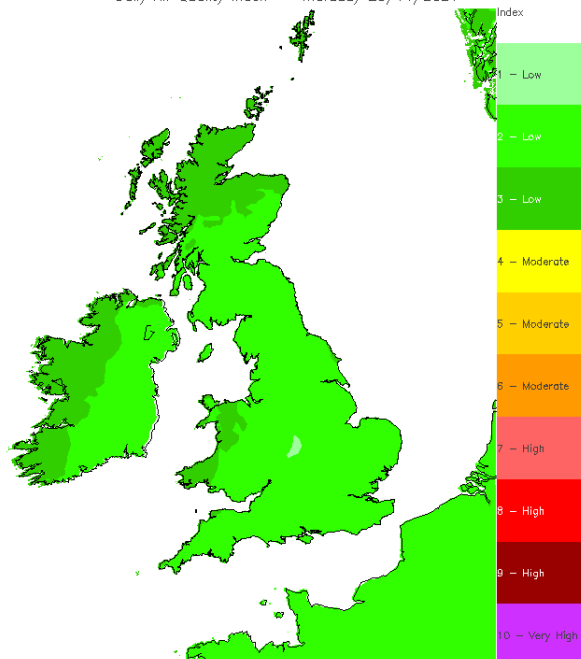 Index
1 - Low
2 - Low
3 - Low
4 - Moderate
5 - Moderate
6 - Moderate
7 - High
8 - High
9 - High
10 - Very High